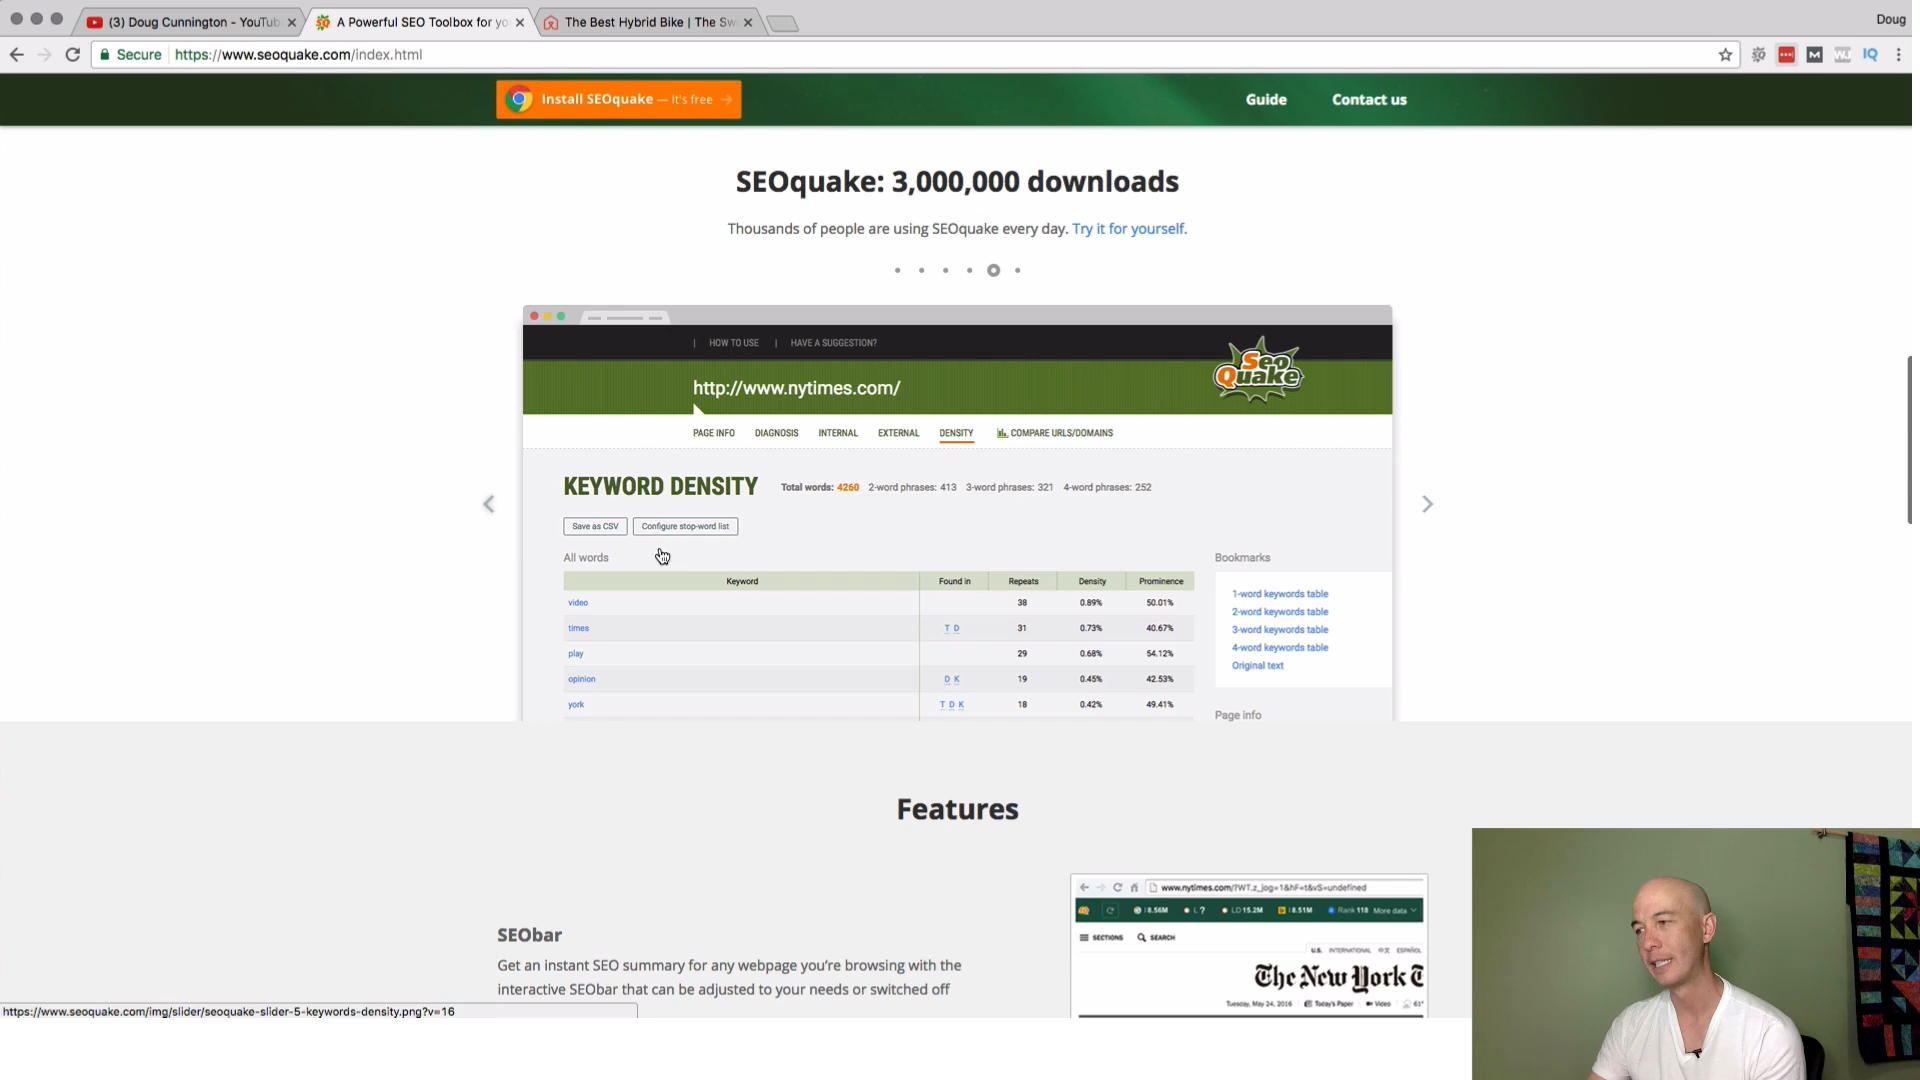 (3) Doug Cunnington - YouTub
A Powerful SEO Toolbox for yo
The Best Hybrid Bike | The Sw
Doug
Secure
https://www.seoquake.com/index.html
Install SEOquake — It's free →
Guide
Contact us
SEOquake: 3,000,000 downloads
Thousands of people are using SEOquake every day. Try it for yourself.
| HOW TO USE | HAVE A SUGGESTION?
Seo
Quake
http://www.nytimes.com/
PAGE INFO DIAGNOSIS INTERNAL EXTERNAL DENSITY COMPARE URLS/DOMAINS
KEYWORD DENSITY
Total words: 4260 2-word phrases: 413 3-word phrases: 321 4-word phrases: 252
Save as CSV
Configure stop-word list
All words
Keyword Found in Repeats Density Prominence
video 38 0.89% 50.01%
times T D 31 0.73% 40.67%
play 29 0.68% 54.12%
opinion D K 19 0.45% 42.53%
york T D K 18 0.42% 49.41%
Bookmarks
1-word keywords table
2-word keywords table
3-word keywords table
4-word keywords table
Original text
Page info
Features
SEObar
Get an instant SEO summary for any webpage you're browsing with the
interactive SEObar that can be adjusted to your needs or switched off
www.nytimes.com/?WT.z_jog=1&hF=t&vS=undefined
I 8.56M L ? LD 15.2M I 8.51M Rank 118 More data
SECTIONS SEARCH
U.S. INTERNATIONAL 中文 ESPAÑOL
The New York T
Tuesday, May 24, 2016 Today's Paper Video 61°
https://www.seoquake.com/img/slider/seoquake-slider-5-keywords-density.png?v=16